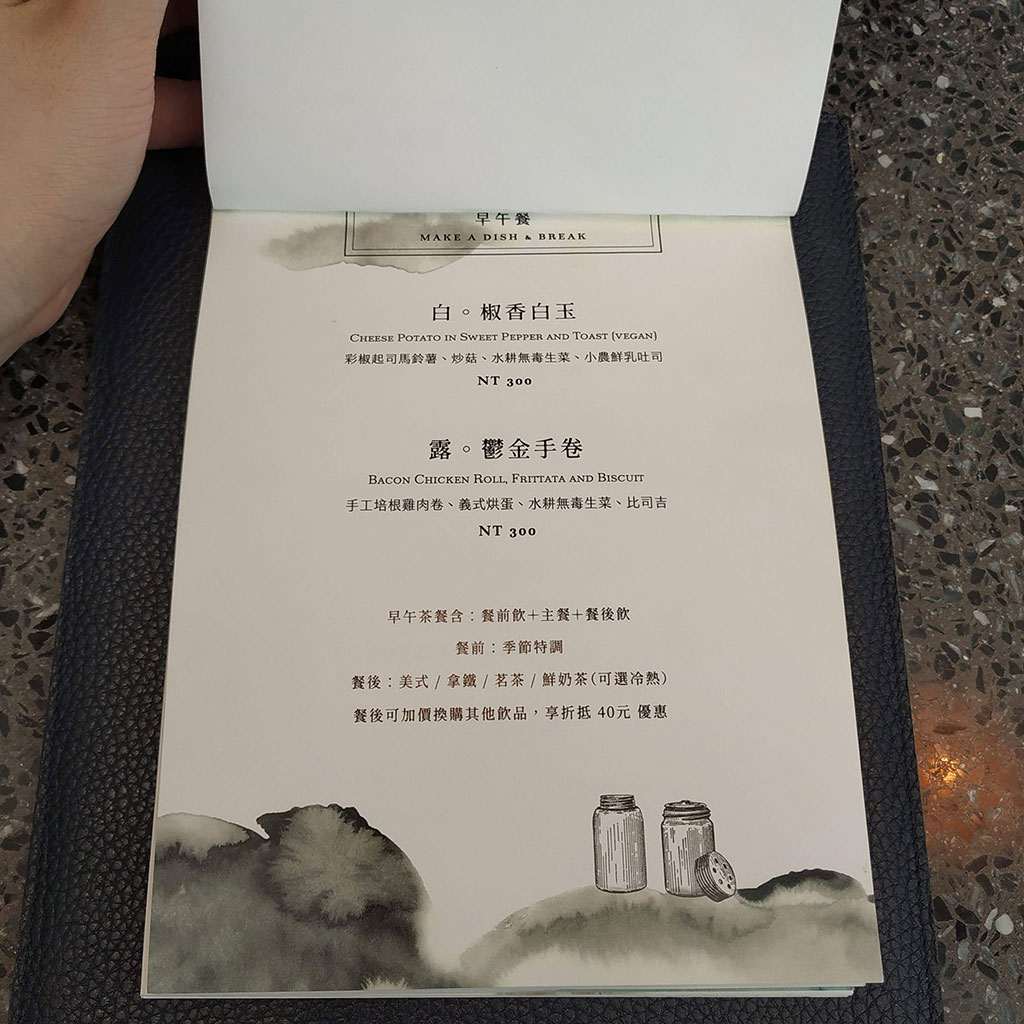 早午餐
MAKE A DISH & BREAK
白。椒香白玉
CHEESE POTATO IN SWEET PEPPER AND TOAST (VEGAN)
彩椒起司馬鈴薯、炒菇、水耕無毒生菜、小農鮮乳吐司
NT 300
露。鬱金手卷
BACON CHICKEN ROLL, FRITTATA AND BISCUIT
手工培根雞肉卷、義式烘蛋、水耕無毒生菜、比司吉
NT 300
早午茶餐含：餐前飲＋主餐＋餐後飲
餐前：季節特調
餐後：美式 / 拿鐵 / 茗茶 / 鮮奶茶（可選冷熱）
餐後可加價換購其他飲品，享折抵 40元 優惠